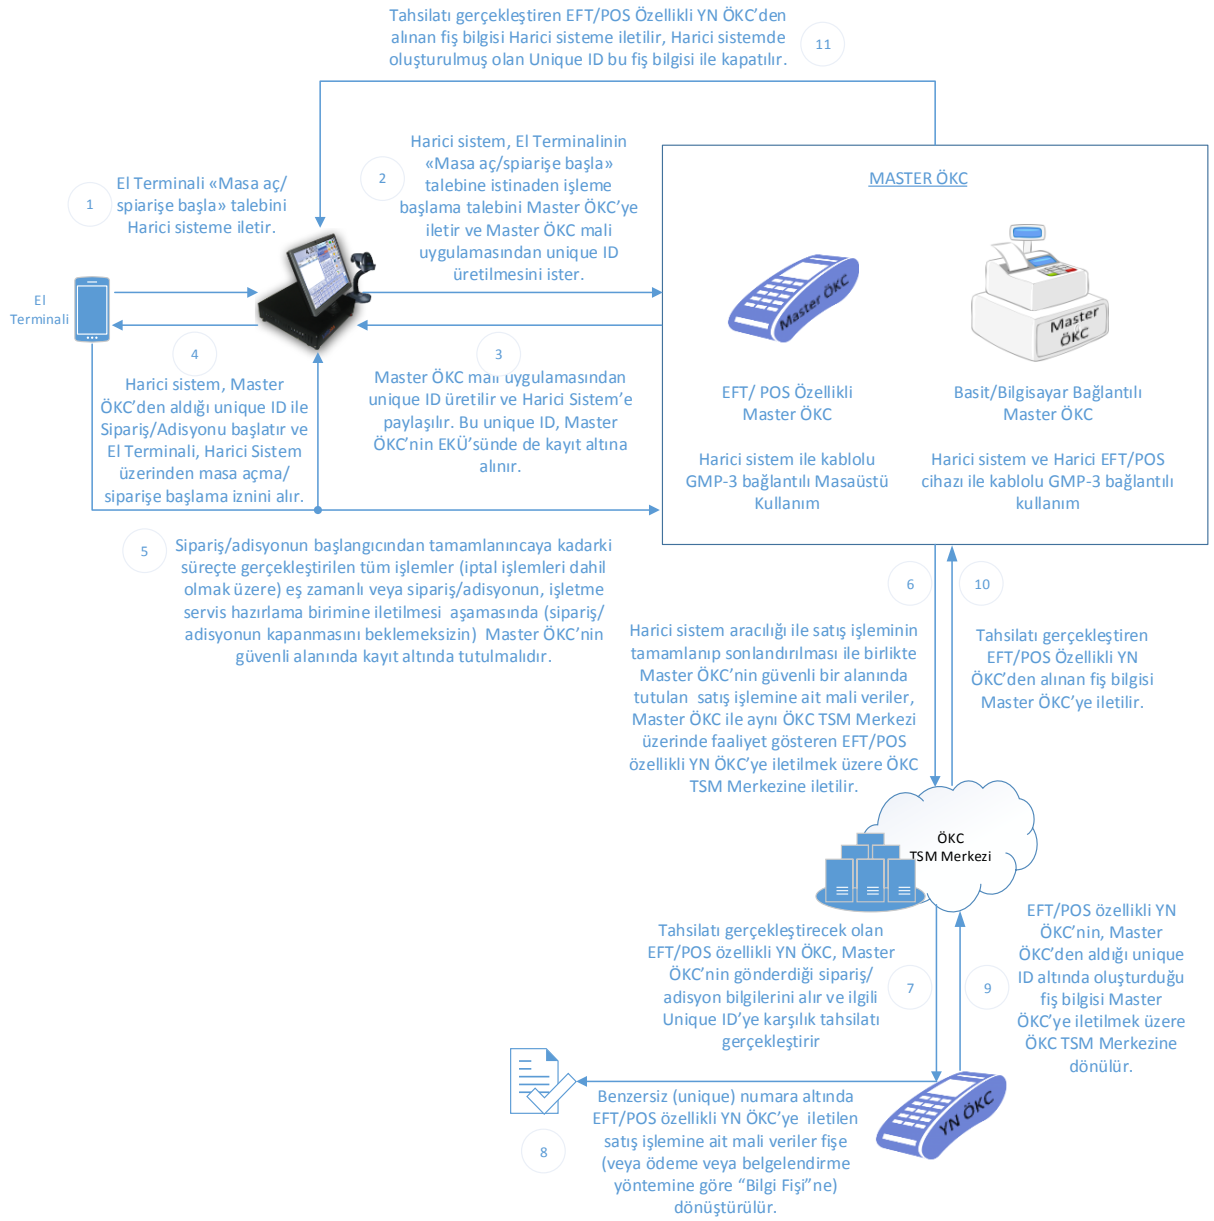 Tahsilatı gerçekleştiren EFT/POS Özellikli YN ÖKC’den
alınan fiş bilgisi Harici sisteme iletilir, Harici sistemde
oluşturulmuş olan Unique ID bu fiş bilgisi ile kapatılır.
11
1
El Terminali «Masa aç/
spiarişe başla» talebini
Harici sisteme iletir.
2
Harici sistem, El Terminalinin
«Masa aç/spiarişe başla»
talebine istinaden işleme
başlama talebini Master ÖKC’ye
iletir ve Master ÖKC mali
uygulamasından unique ID
üretilmesini ister.
MASTER ÖKC
Master ÖKC
Master
ÖKC
El
Terminali
EFT/ POS Özellikli
Master ÖKC
Harici sistem ile kablolu
GMP-3 bağlantılı Masaüstü
Kullanım
Basit/Bilgisayar Bağlantılı
Master ÖKC
Harici sistem ve Harici EFT/POS
cihazı ile kablolu GMP-3 bağlantılı
kullanım
4
Harici sistem, Master
ÖKC’den aldığı unique ID ile
Sipariş/Adisyonu başlatır ve
El Terminali, Harici Sistem
üzerinden masa açma/
siparişe başlama iznini alır.
3
Master ÖKC mali uygulamasından
unique ID üretilir ve Harici Sistem’e
paylaşılır. Bu unique ID, Master
ÖKC’nin EKÜ’sünde de kayıt altına
alınır.
5
Sipariş/adisyonun başlangıcından tamamlanıncaya kadarki
süreçte gerçekleştirilen tüm işlemler (iptal işlemleri dahil
olmak üzere) eş zamanlı veya sipariş/adisyonun, işletme
servis hazırlama birimine iletilmesi aşamasında (sipariş/
adisyonun kapanmasını beklemeksizin) Master ÖKC’nin
güvenli alanında kayıt altında tutulmalıdır.
6
Harici sistem aracılığı ile satış işleminin
tamamlanıp sonlandırılması ile birlikte
Master ÖKC’nin güvenli bir alanında
tutulan satış işlemine ait mali veriler,
Master ÖKC ile aynı ÖKC TSM Merkezi
üzerinde faaliyet gösteren EFT/POS
özellikli YN ÖKC’ye iletilmek üzere ÖKC
TSM Merkezine iletilir.
10
Tahsilatı gerçekleştiren
EFT/POS Özellikli YN
ÖKC’den alınan fiş bilgisi
Master ÖKC’ye iletilir.
ÖKC
TSM Merkezi
Tahsilatı gerçekleştirecek olan
EFT/POS özellikli YN ÖKC, Master
ÖKC’nin gönderdiği sipariş/
adisyon bilgilerini alır ve ilgili
Unique ID’ye karşılık tahsilatı
gerçekleştirir
7
9
EFT/POS özellikli YN
ÖKC’nin, Master
ÖKC’den aldığı unique
ID altında oluşturduğu
fiş bilgisi Master
ÖKC’ye iletilmek üzere
ÖKC TSM Merkezine
dönülür.
YN ÖKC
8
Benzersiz (unique) numara altında
EFT/POS özellikli YN ÖKC’ye iletilen
satış işlemine ait mali veriler fişe
(veya ödeme veya belgelendirme
yöntemine göre “Bilgi Fişi”ne)
dönüştürülür.